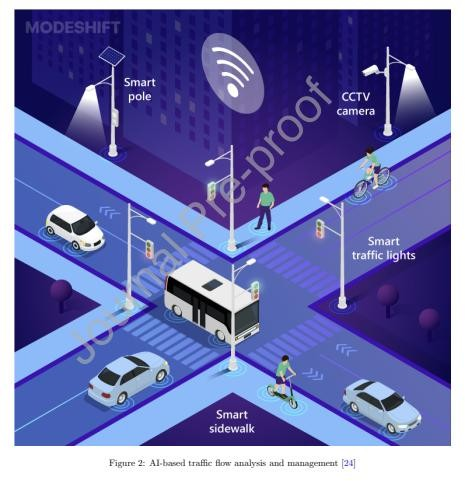 MODESHIFT
Smart
pole
CCTV
camera
Smart
traffic lights
Smart
sidewalk
Journal Pre-proof
Figure 2: AI-based traffic flow analysis and management [24]